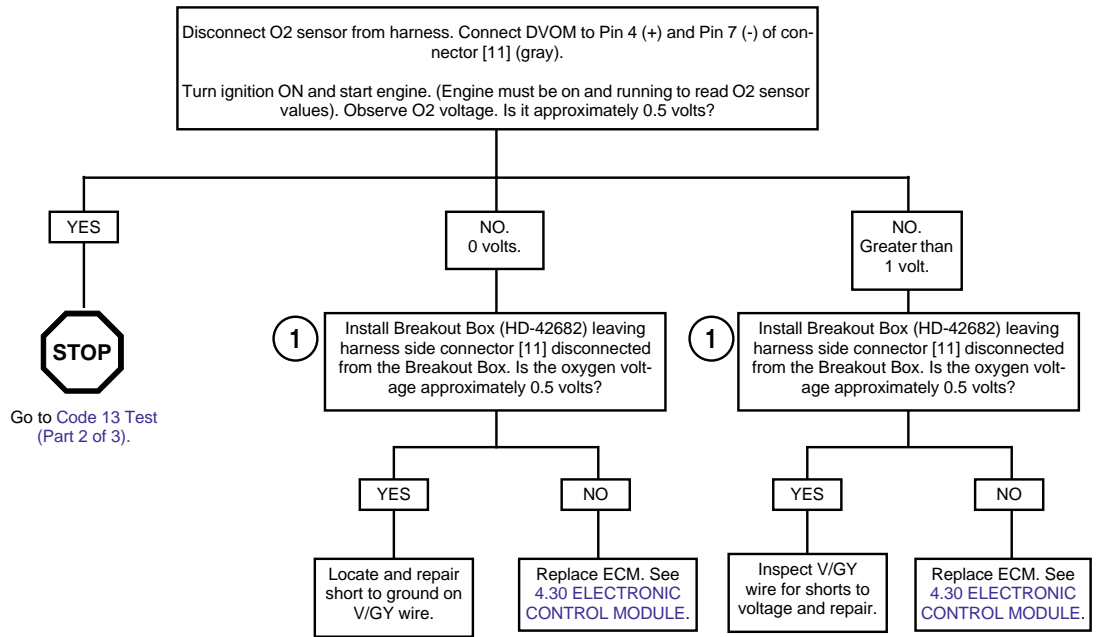 Disconnect O2 sensor from harness. Connect DVOM to Pin 4 (+) and Pin 7 (-) of con-
nector [11] (gray).
Turn ignition ON and start engine. (Engine must be on and running to read O2 sensor
values). Observe O2 voltage. Is it approximately 0.5 volts?
YES
NO.
0 volts.
NO.
Greater than
1 volt.
STOP
Go to Code 13 Test
(Part 2 of 3).
1
Install Breakout Box (HD-42682) leaving
harness side connector [11] disconnected
from the Breakout Box. Is the oxygen volt-
age approximately 0.5 volts?
1
Install Breakout Box (HD-42682) leaving
harness side connector [11] disconnected
from the Breakout Box. Is the oxygen volt-
age approximately 0.5 volts?
YES
NO
YES
NO
Locate and repair
short to ground on
V/GY wire.
Replace ECM. See
4.30 ELECTRONIC
CONTROL MODULE.
Inspect V/GY
wire for shorts to
voltage and repair.
Replace ECM. See
4.30 ELECTRONIC
CONTROL MODULE.